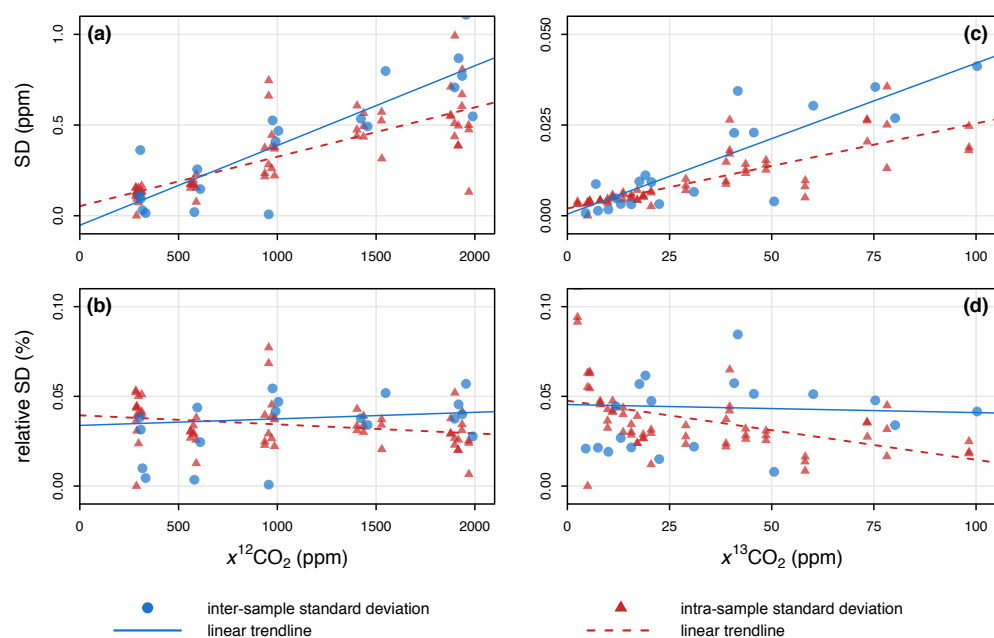 (a)
SD (ppm)
0.0 0.5 1.0
0 500 1000 1500 2000
(c)
0.000 0.025 0.050
0 25 50 75 100
(b)
relative SD (%)
0.00 0.05 0.10
0 500 1000 1500 2000
x¹²CO₂ (ppm)
(d)
0.00 0.05 0.10
0 25 50 75 100
x¹³CO₂ (ppm)
inter-sample standard deviation
linear trendline
intra-sample standard deviation
linear trendline